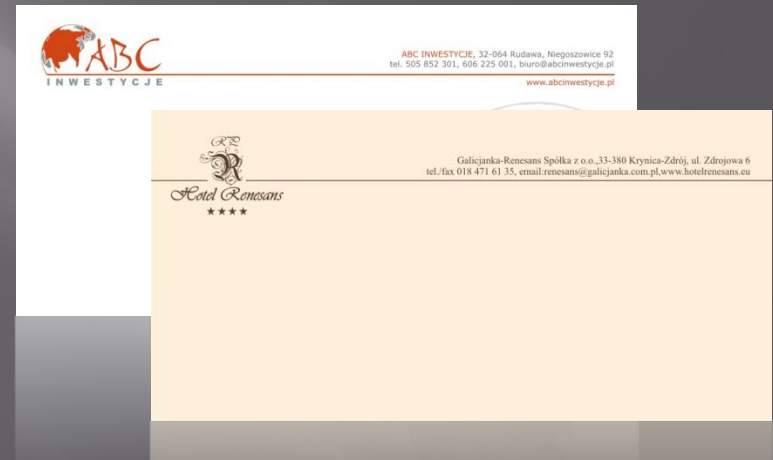 ABC
INWESTYCJE
ABC INWESTYCJE, 32-064 Rudawa, Niegoszowice 92
tel. 505 852 301, 606 225 001, biuro@abcinwestycje.pl
www.abcinwestycje.pl
RP
R
Hotel Renesans
★★★★
Galicjanka-Renesans Spółka z o.o.,33-380 Krynica-Zdrój, ul. Zdrojowa 6
tel./fax 018 471 61 35, email:renesans@galicjanka.com.pl,www.hotelrenesans.eu